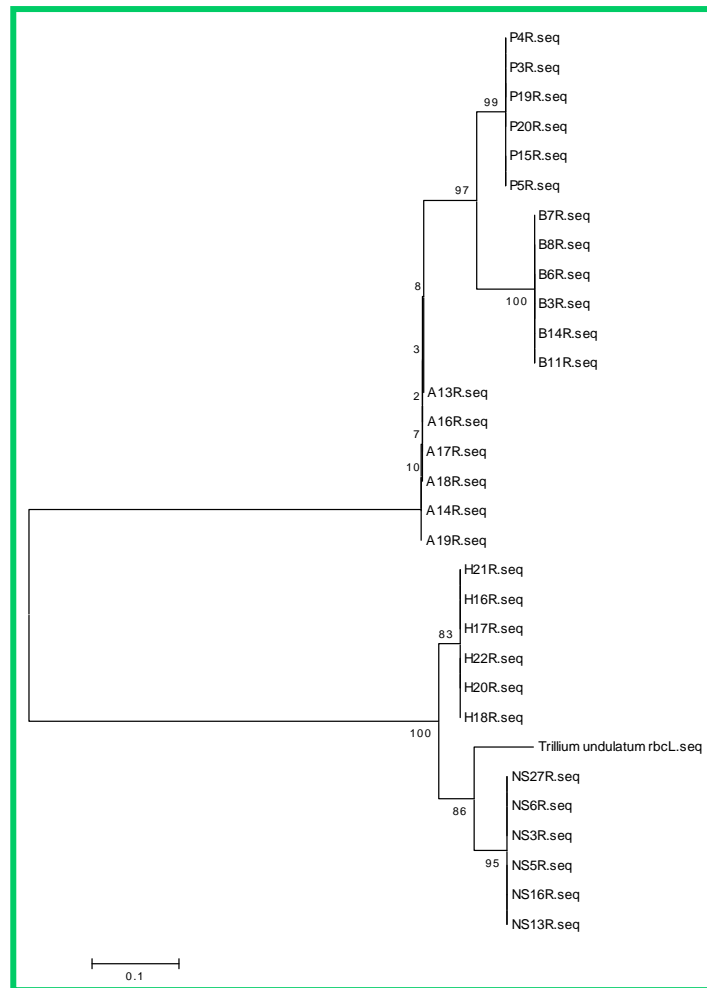 P4R.seq
P3R.seq
99
P19R.seq
P20R.seq
P15R.seq
P5R.seq
97
B7R.seq
B8R.seq
B6R.seq
8
100
B3R.seq
B14R.seq
3
B11R.seq
2
A13R.seq
A16R.seq
7
A17R.seq
10
A18R.seq
A14R.seq
A19R.seq
H21R.seq
H16R.seq
H17R.seq
83
H22R.seq
H20R.seq
H18R.seq
100
Trillium undulatum rbcL.seq
NS27R.seq
86
NS6R.seq
NS3R.seq
95
NS5R.seq
NS16R.seq
NS13R.seq
0.1